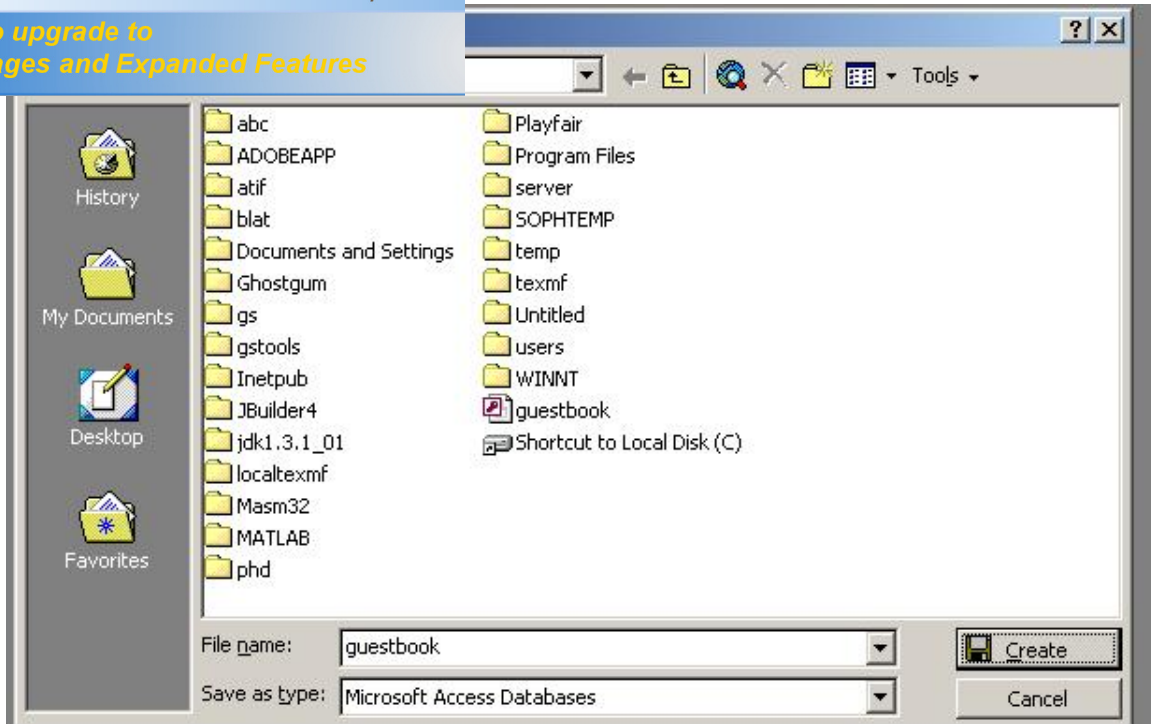 upgrade to
ges and Expanded Features
Tools
History
My Documents
Desktop
Favorites
abc
ADOBEAPP
atif
blat
Documents and Settings
Ghostgum
gs
gstools
Inetpub
JBuilder4
jdk1.3.1_01
localtexmf
Masm32
MATLAB
phd
Playfair
Program Files
server
SOPHTEMP
temp
texmf
Untitled
users
WINNT
guestbook
Shortcut to Local Disk (C)
File name: guestbook
Save as type: Microsoft Access Databases
Create
Cancel